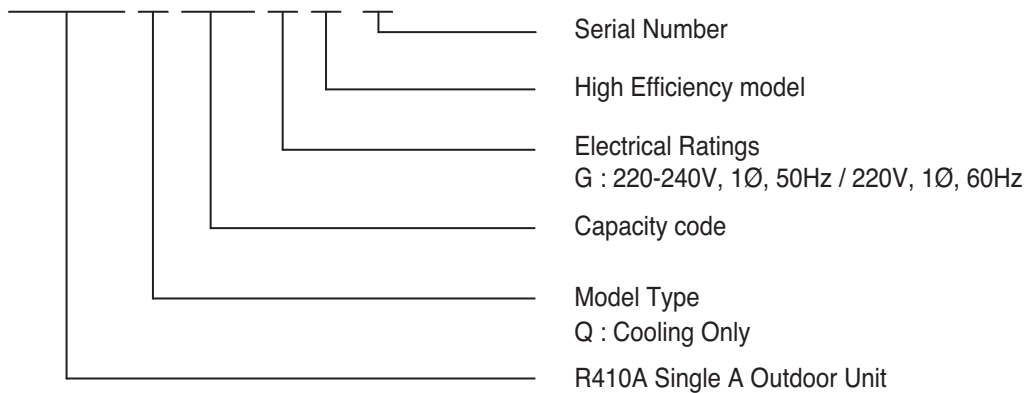 Serial Number
High Efficiency model
Electrical Ratings
G : 220-240V, 1Ø, 50Hz / 220V, 1Ø, 60Hz
Capacity code
Model Type
Q : Cooling Only
R410A Single A Outdoor Unit